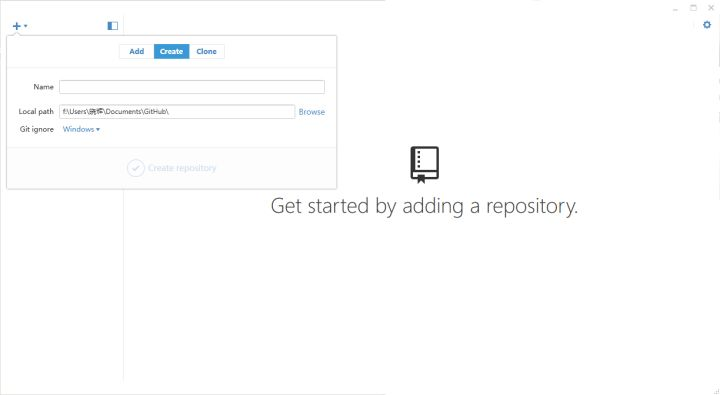 Add Create Clone
Name
Local path f:\Users\晓晖\Documents\GitHub\ Browse
Git ignore Windows
Create repository
Get started by adding a repository.